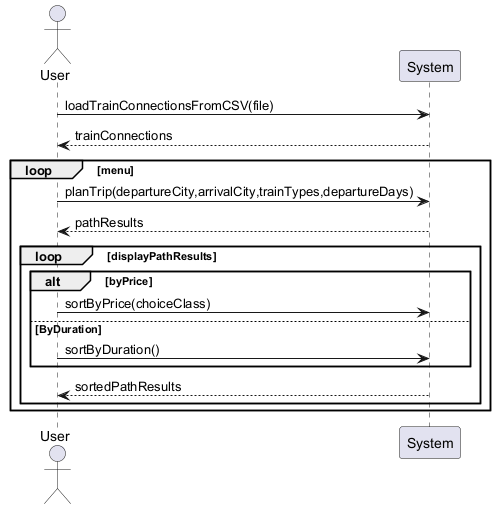 User
System
loadTrainConnectionsFromCSV(file)
trainConnections
loop [menu]
planTrip(departureCity,arrivalCity,trainTypes,departureDays)
pathResults
loop [displayPathResults]
alt [byPrice]
sortByPrice(choiceClass)
[ByDuration]
sortByDuration()
sortedPathResults
User
System